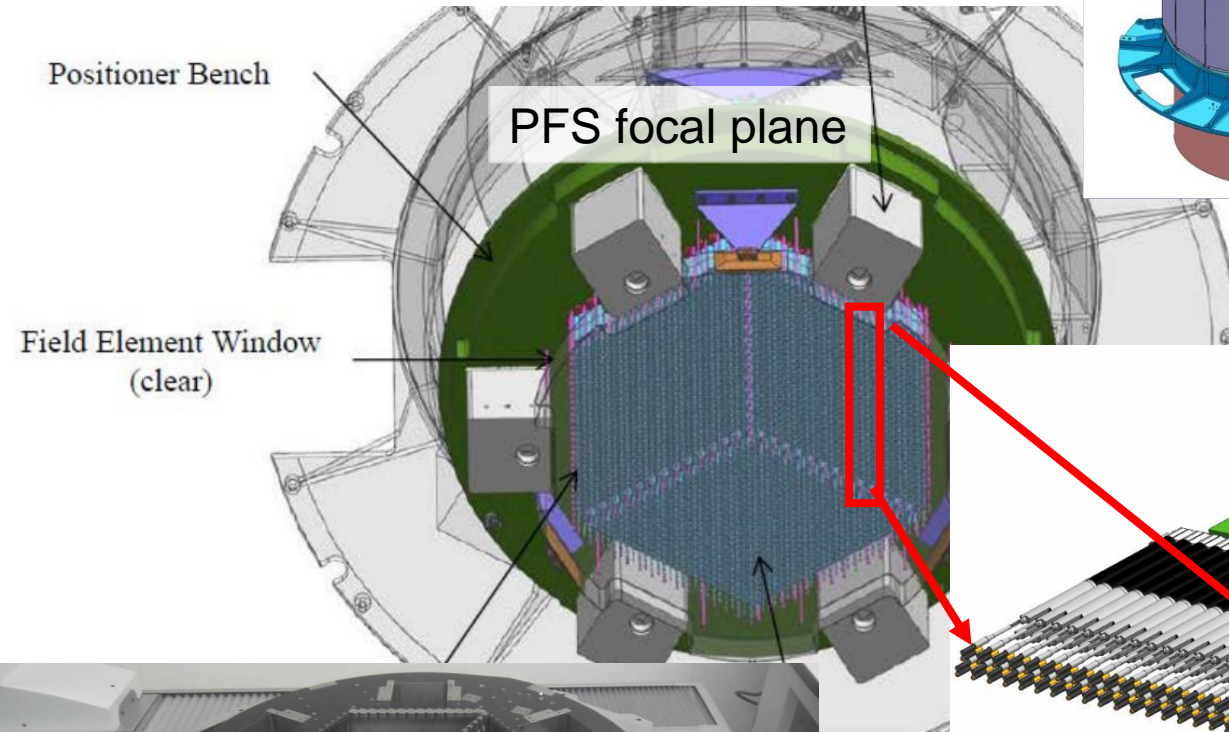 Positioner Bench
PFS focal plane
Field Element Window
(clear)